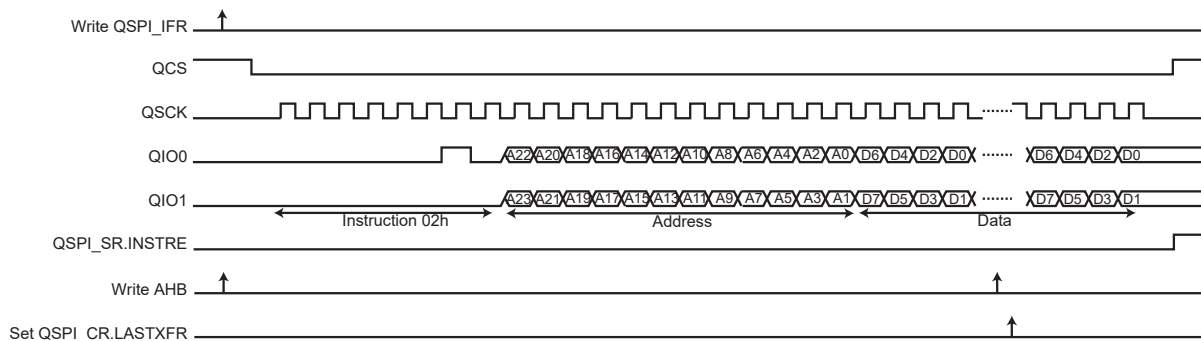 Write QSPI_IFR
QCS
QSCK
QIO0 A22 A20 A18 A16 A14 A12 A10 A8 A6 A4 A2 A0 D6 D4 D2 D0 D6 D4 D2 D0
QIO1 A23 A21 A19 A17 A15 A13 A11 A9 A7 A5 A3 A1 D7 D5 D3 D1 D7 D5 D3 D1
Instruction 02h Address Data
QSPI_SR.INSTRE
Write AHB
Set QSPI_CR.LASTXFR